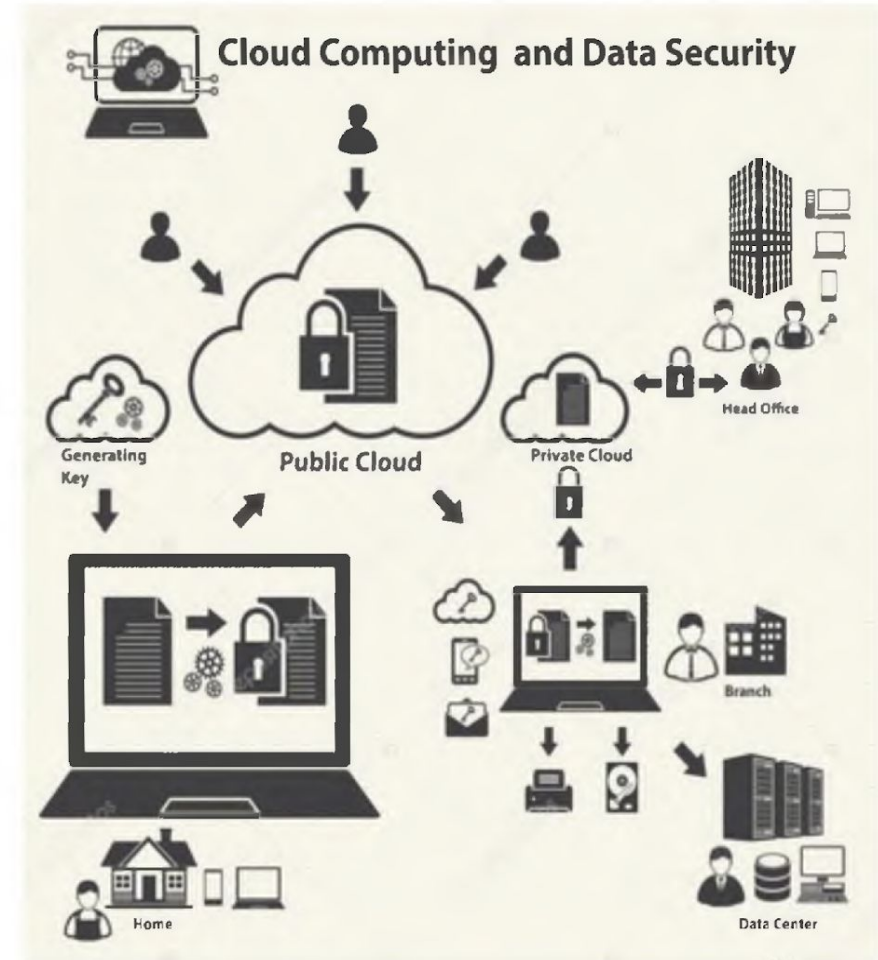 Cloud Computing and Data Security
Head Office
Generating
Key
Public Cloud
Private Cloud
Branch
Home
Data Center